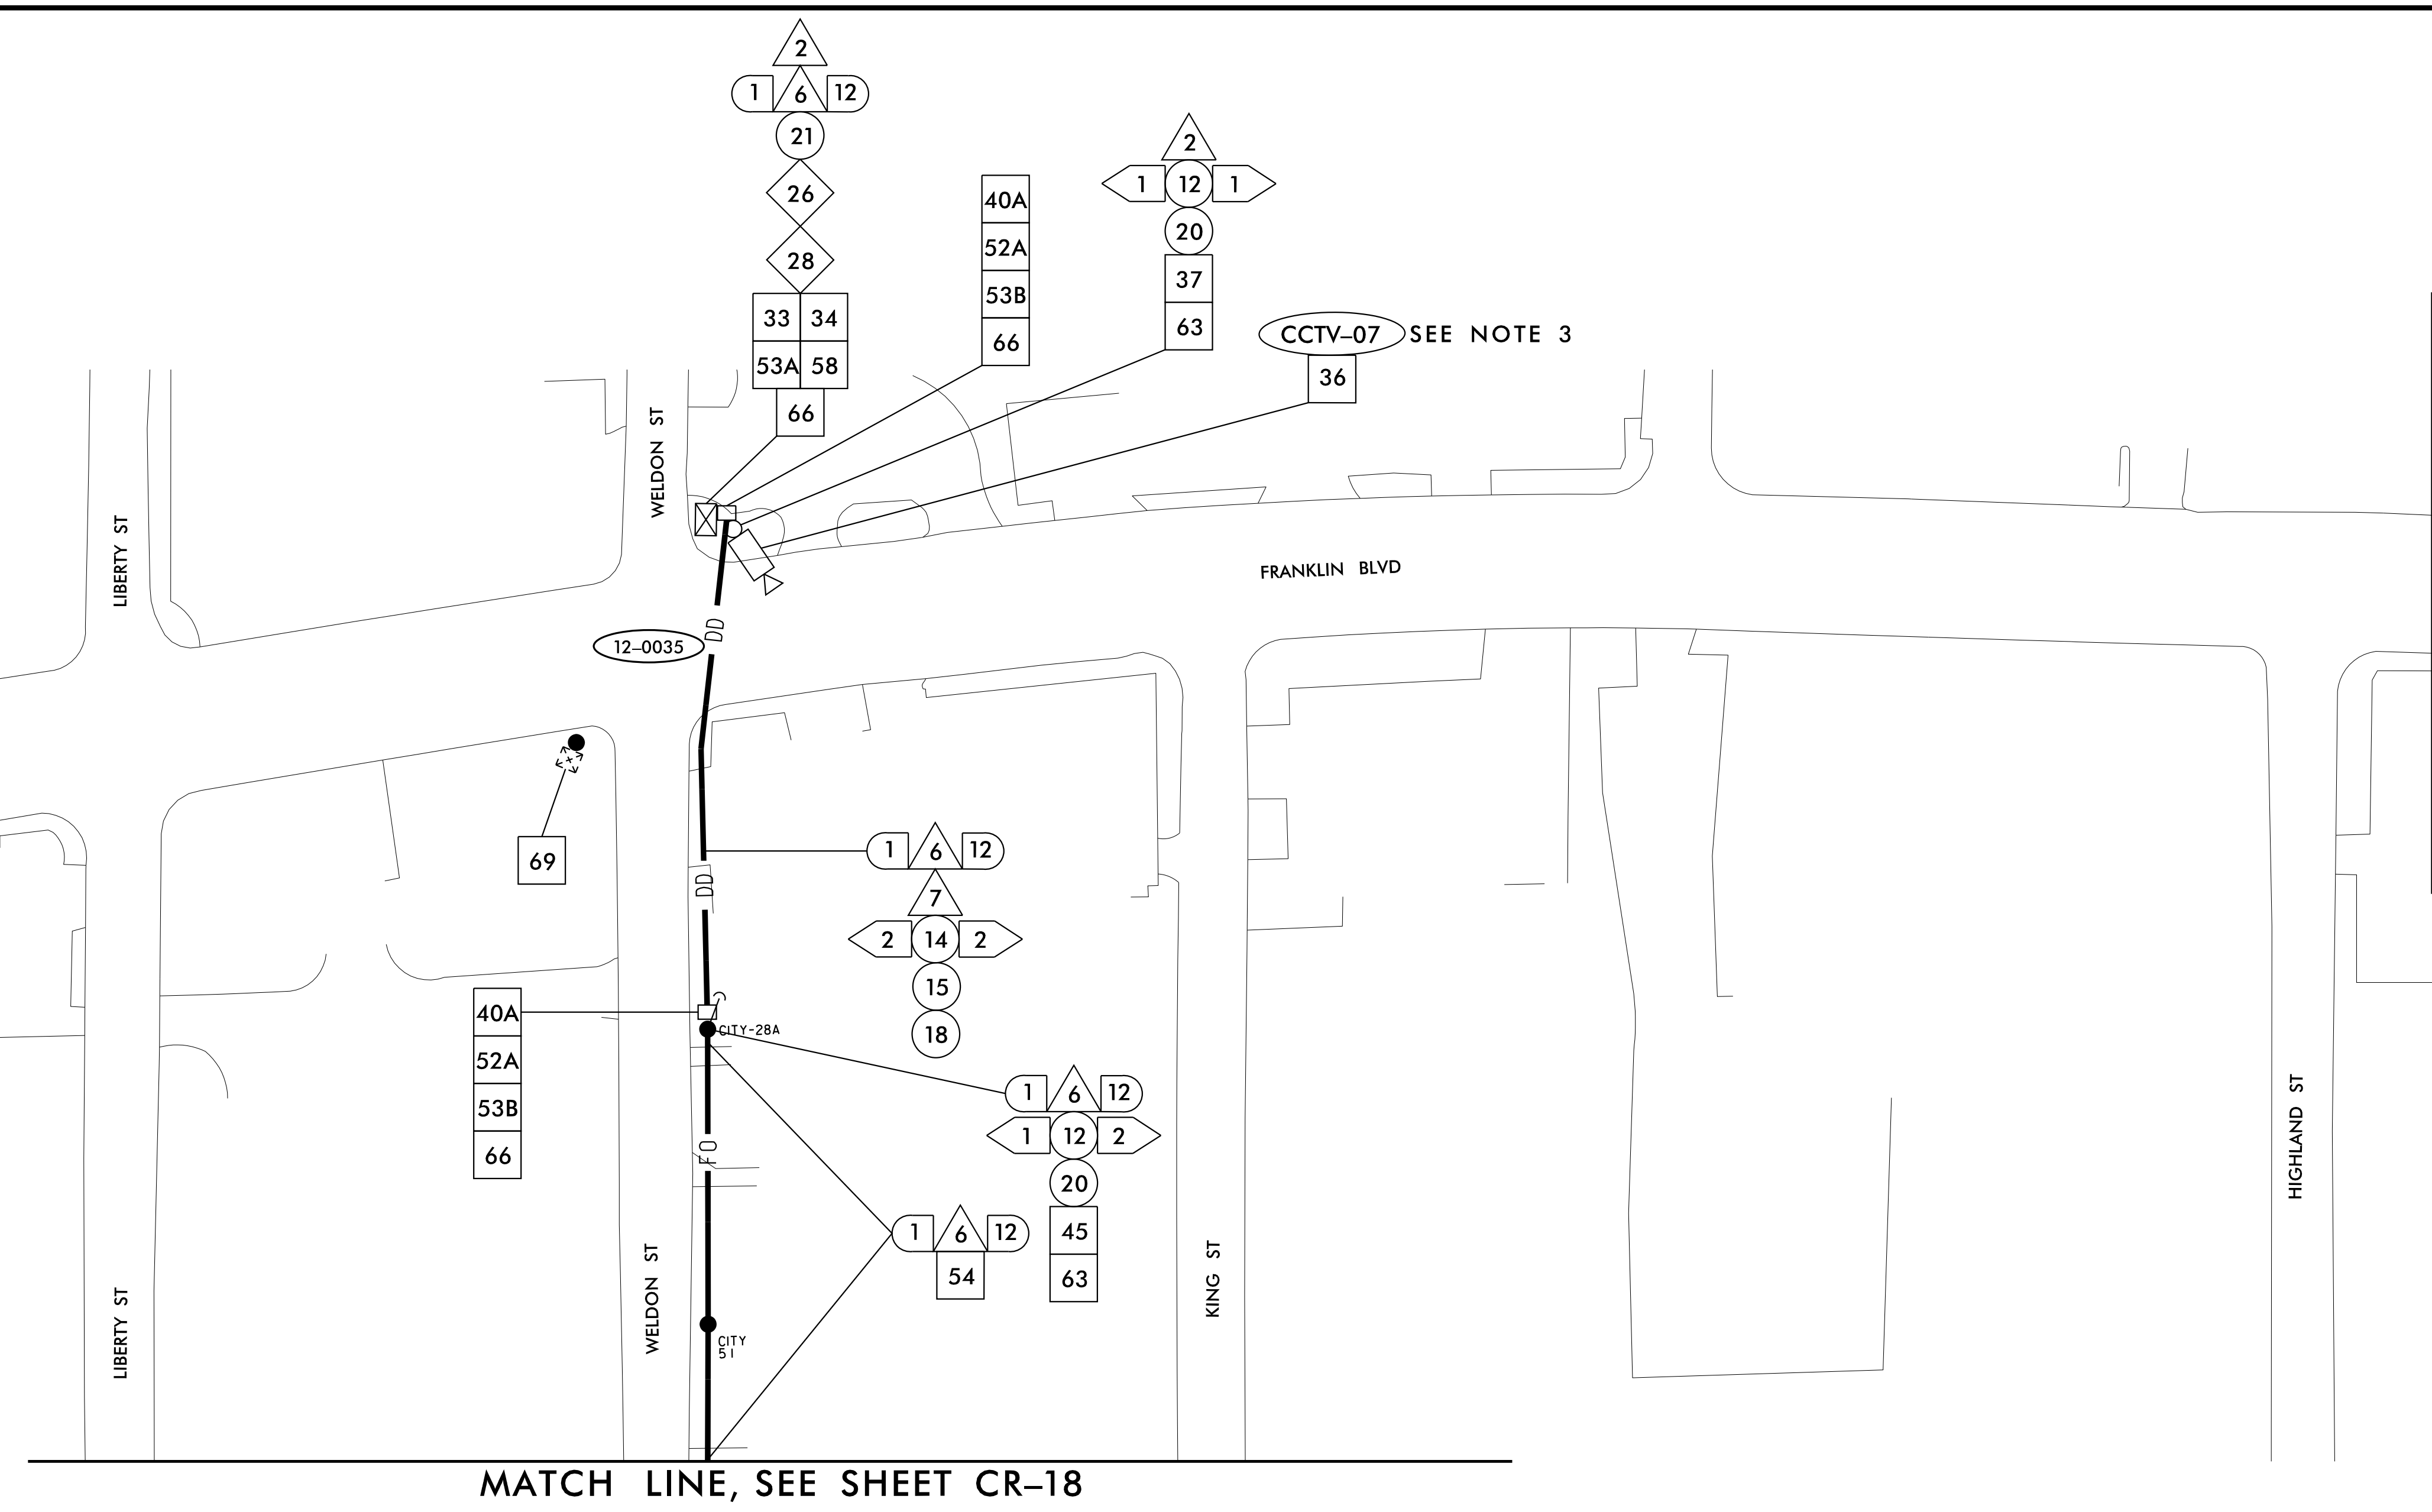 2
1 6 12
21
26
28
33 34
53A 58
66
40A
52A
53B
66
2
1 12 1
20
37
63
CCTV–07 SEE NOTE 3
36
WELDON ST
LIBERTY ST
FRANKLIN BLVD
DD
12–0035
69
1 6 12
7
2 14 2
15
18
DD
40A
52A
53B
66
CITY-28A
1 6 12
1 12 2
20
45
63
FO
1 6 12
54
CITY
51
LIBERTY ST
WELDON ST
KING ST
HIGHLAND ST
MATCH LINE, SEE SHEET CR–18